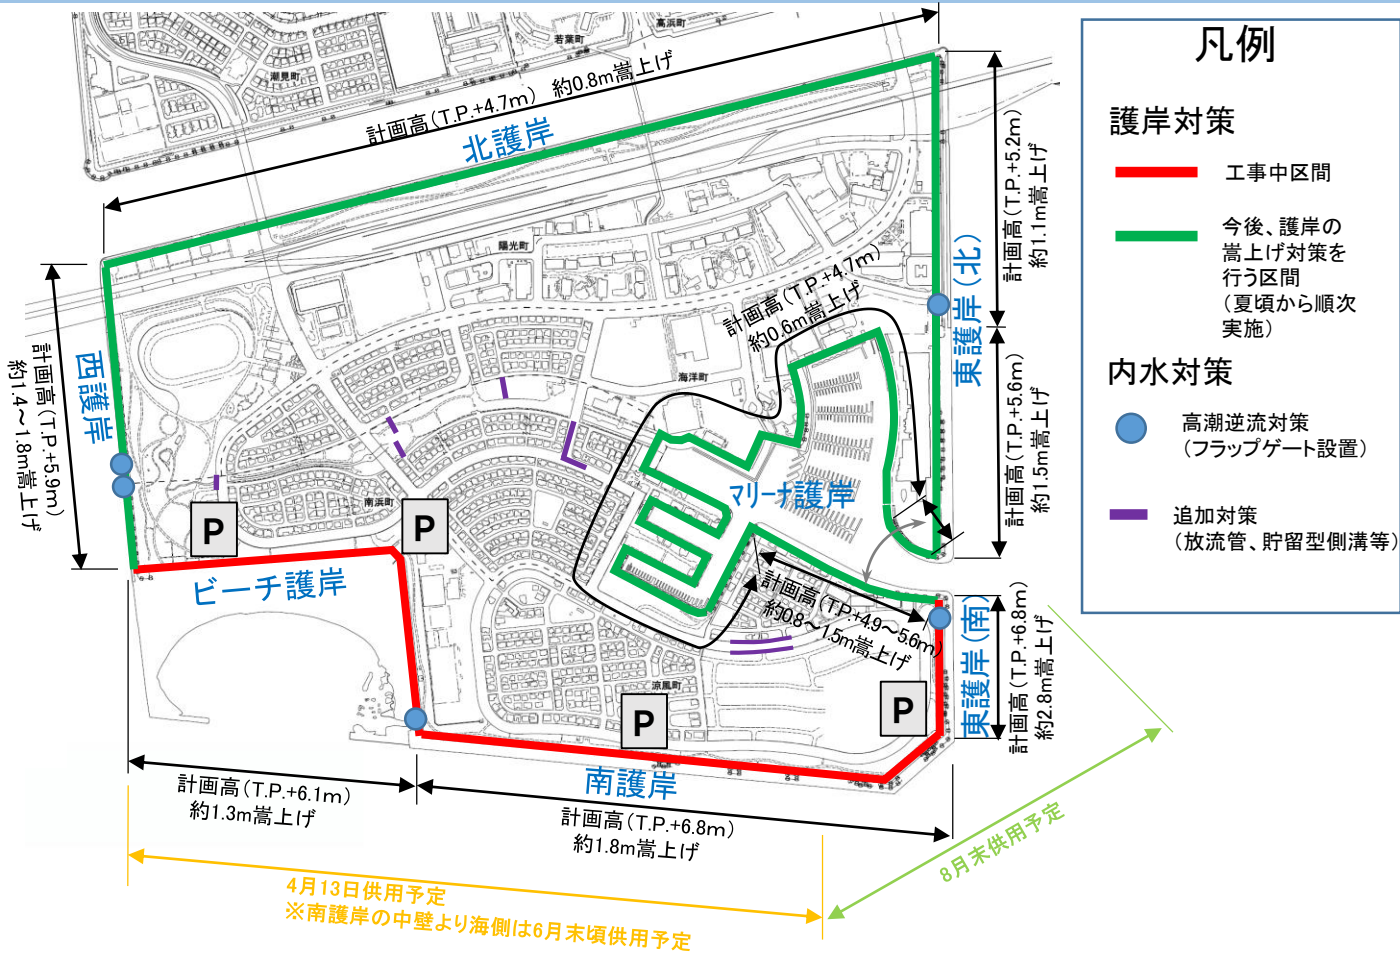 高浜町
若葉町
潮見町
計画高(T.P.+4.7m) 約0.8m嵩上げ
北護岸
陽光町
計画高(T.P.+5.2m)
約1.1m嵩上げ
東護岸(北)
計画高(T.P.+4.7m)
約0.6m嵩上げ
計画高(T.P.+5.6m)
約1.5m嵩上げ
西護岸
計画高(T.P.+5.9m)
約1.4~1.8m嵩上げ
海洋町
マリーナ護岸
南浜町
P
P
ビーチ護岸
計画高(T.P.+4.9~5.6m)
約0.8~1.5m嵩上げ
東護岸(南)
計画高(T.P.+6.8m)
約2.8m嵩上げ
涼風町
P
P
南護岸
計画高(T.P.+6.1m)
約1.3m嵩上げ
計画高(T.P.+6.8m)
約1.8m嵩上げ
8月末供用予定
4月13日供用予定
※南護岸の中壁より海側は6月末頃供用予定
凡例
護岸対策
工事中区間
今後、護岸の
嵩上げ対策を
行う区間
(夏頃から順次
実施)
内水対策
高潮逆流対策
(フラップゲート設置)
追加対策
(放流管、貯留型側溝等)